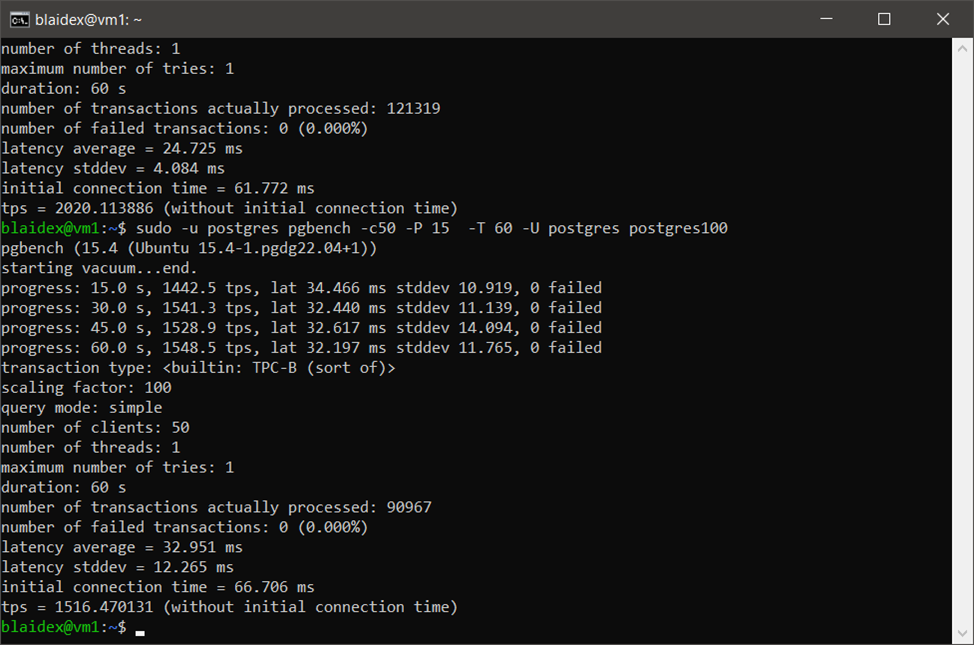 blaidex@vm1: ~
number of threads: 1
maximum number of tries: 1
duration: 60 s
number of transactions actually processed: 121319
number of failed transactions: 0 (0.000%)
latency average = 24.725 ms
latency stddev = 4.084 ms
initial connection time = 61.772 ms
tps = 2020.113886 (without initial connection time)
blaidex@vm1:~$ sudo -u postgres pgbench -c50 -P 15  -T 60 -U postgres postgres100
pgbench (15.4 (Ubuntu 15.4-1.pgdg22.04+1))
starting vacuum...end.
progress: 15.0 s, 1442.5 tps, lat 34.466 ms stddev 10.919, 0 failed
progress: 30.0 s, 1541.3 tps, lat 32.440 ms stddev 11.139, 0 failed
progress: 45.0 s, 1528.9 tps, lat 32.617 ms stddev 14.094, 0 failed
progress: 60.0 s, 1548.5 tps, lat 32.197 ms stddev 11.765, 0 failed
transaction type: <builtin: TPC-B (sort of)>
scaling factor: 100
query mode: simple
number of clients: 50
number of threads: 1
maximum number of tries: 1
duration: 60 s
number of transactions actually processed: 90967
number of failed transactions: 0 (0.000%)
latency average = 32.951 ms
latency stddev = 12.265 ms
initial connection time = 66.706 ms
tps = 1516.470131 (without initial connection time)
blaidex@vm1:~$